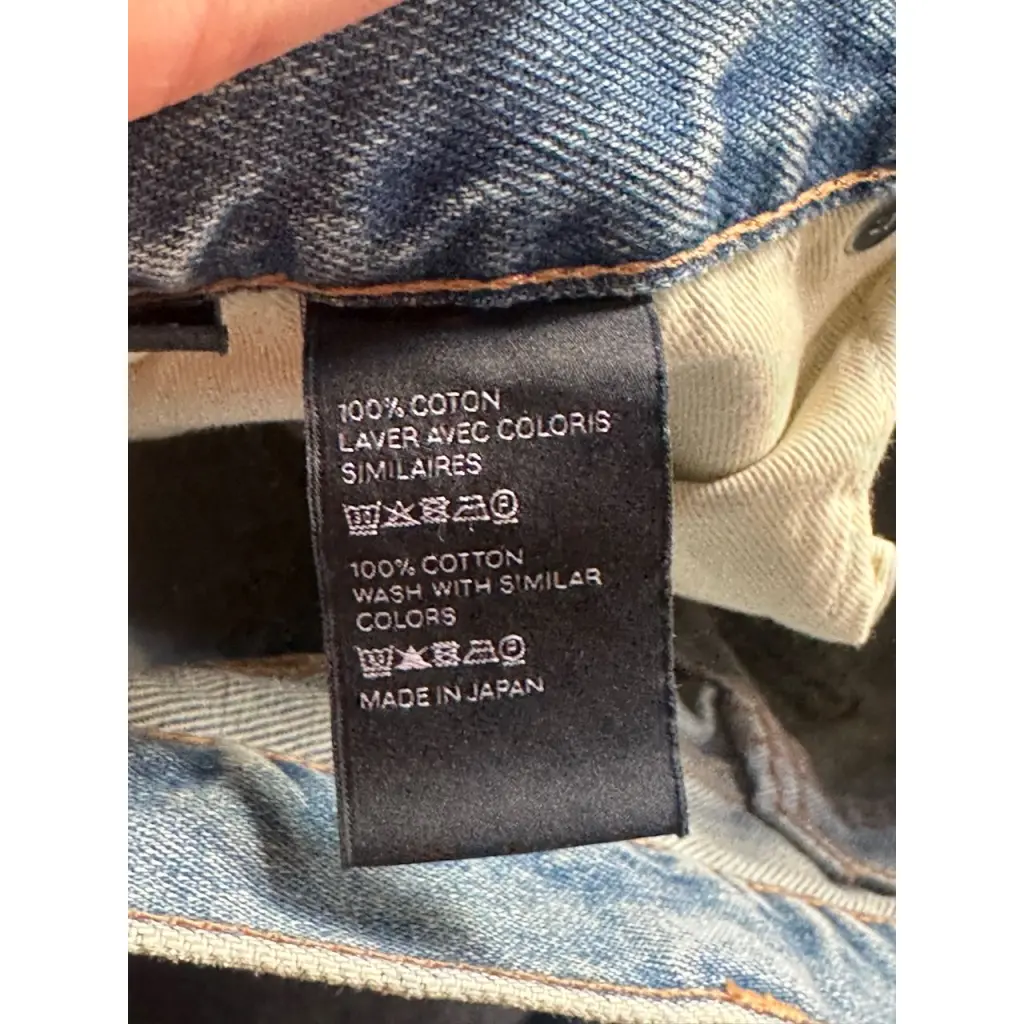 100% COTON
LAVER AVEC COLORIS
SIMILAIRES
100% COTTON
WASH WITH SIMILAR
COLORS
MADE IN JAPAN